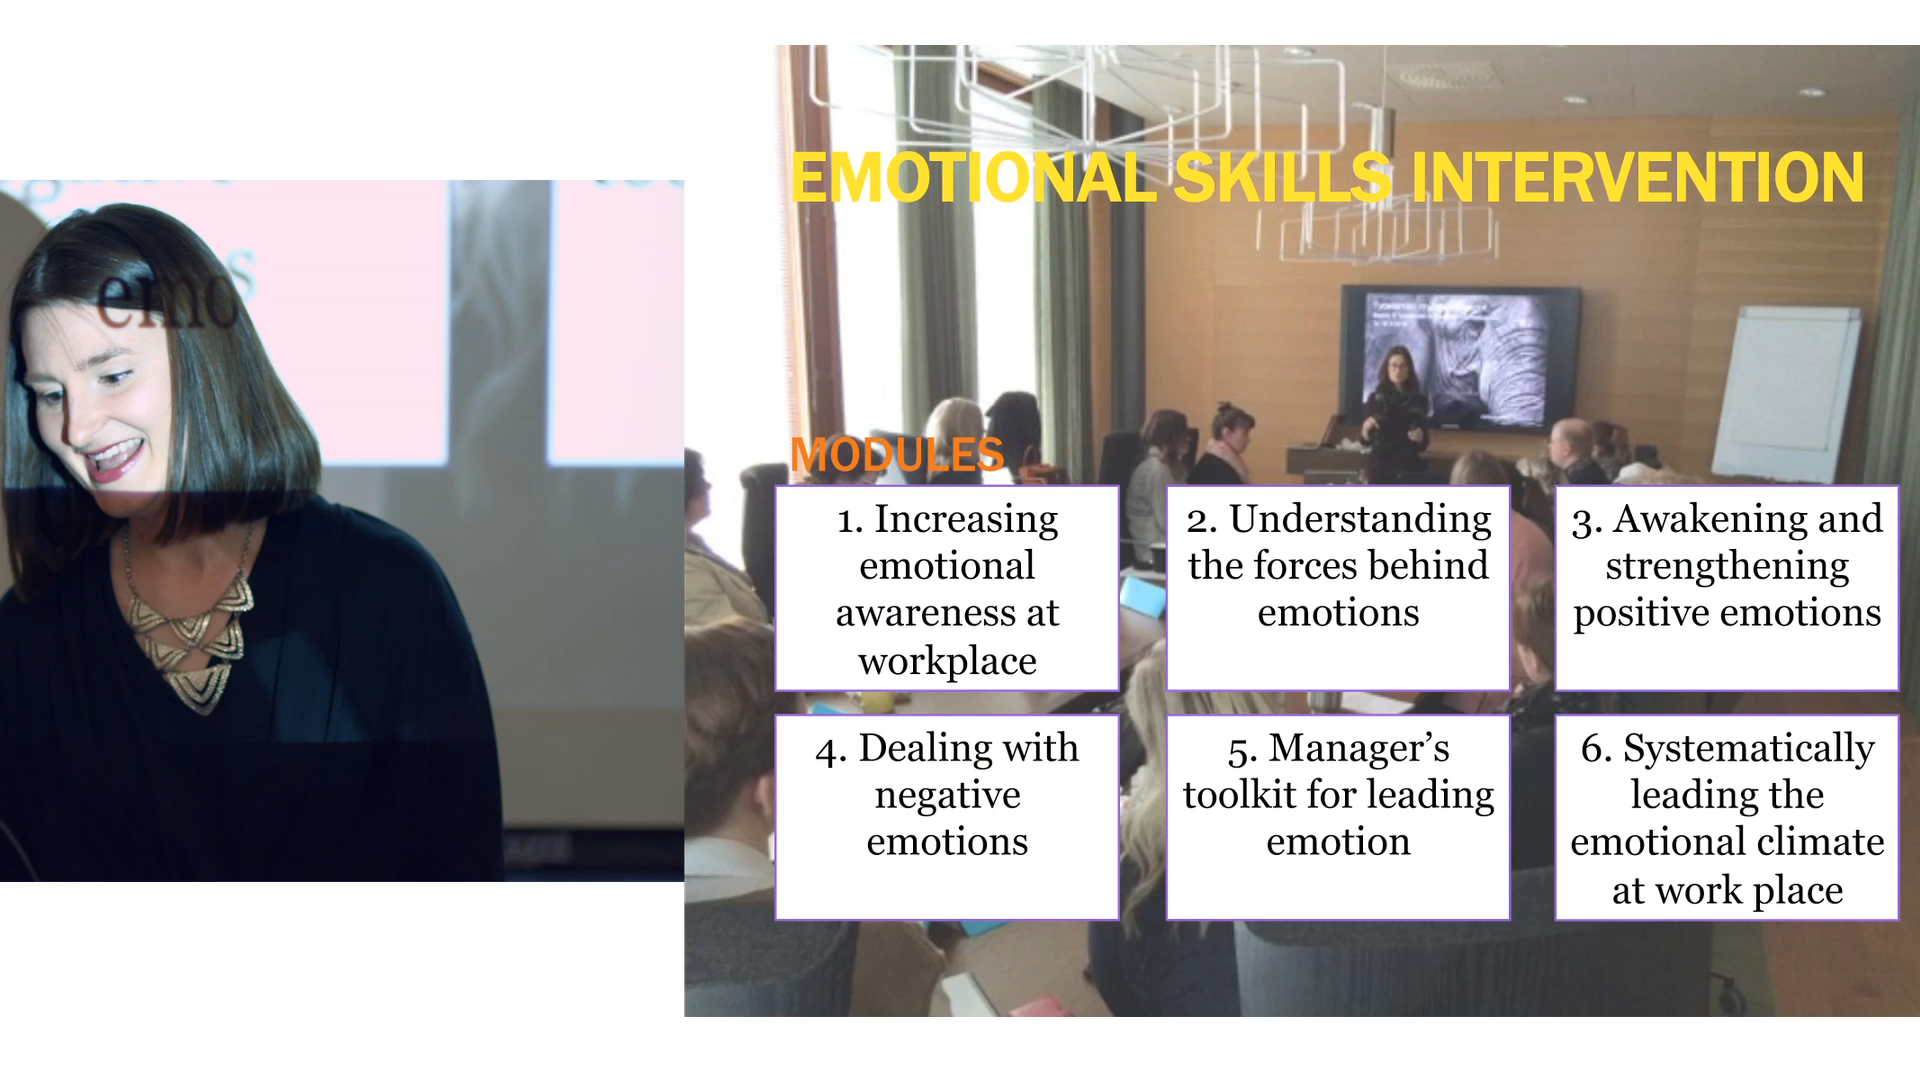 emo
EMOTIONAL SKILLS INTERVENTION
MODULES
1. Increasing
emotional
awareness at
workplace
2. Understanding
the forces behind
emotions
3. Awakening and
strengthening
positive emotions
4. Dealing with
negative
emotions
5. Manager’s
toolkit for leading
emotion
6. Systematically
leading the
emotional climate
at work place